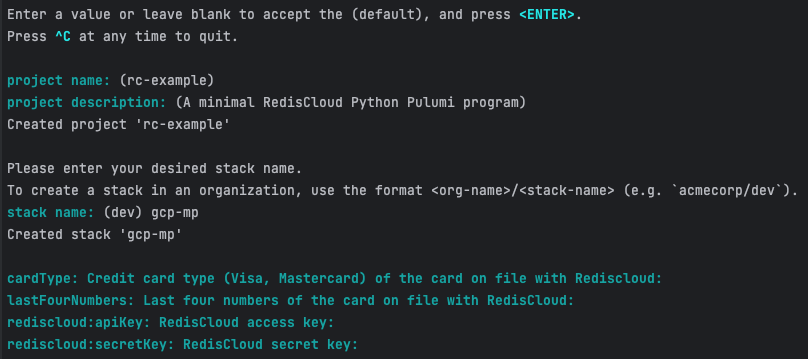 Enter a value or leave blank to accept the (default), and press <ENTER>.
Press ^C at any time to quit.
project name: (rc-example)
project description: (A minimal RedisCloud Python Pulumi program)
Created project 'rc-example'
Please enter your desired stack name.
To create a stack in an organization, use the format <org-name>/<stack-name> (e.g. `acmecorp/dev`).
stack name: (dev) gcp-mp
Created stack 'gcp-mp'
cardType: Credit card type (Visa, Mastercard) of the card on file with Rediscloud:
lastFourNumbers: Last four numbers of the card on file with RedisCloud:
rediscloud:apiKey: RedisCloud access key:
rediscloud:secretKey: RedisCloud secret key: